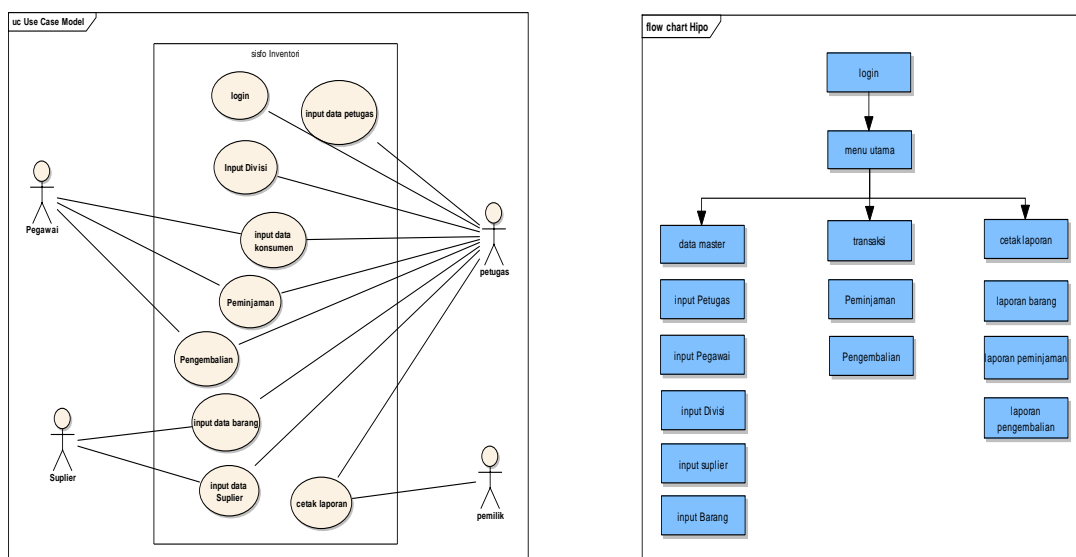 uc Use Case Model
sisfo Inventori
login
input data petugas
Input Divisi
Pegawai
input data
konsumen
petugas
Peminjaman
Pengembalian
input data barang
Suplier
input data
Suplier
cetak laporan
pemilik
flow chart Hipo
login
menu utama
data master
transaksi
cetak laporan
input Petugas
Peminjaman
laporan barang
input Pegawai
Pengembalian
laporan peminjaman
input Divisi
laporan
pengembalian
input suplier
input Barang